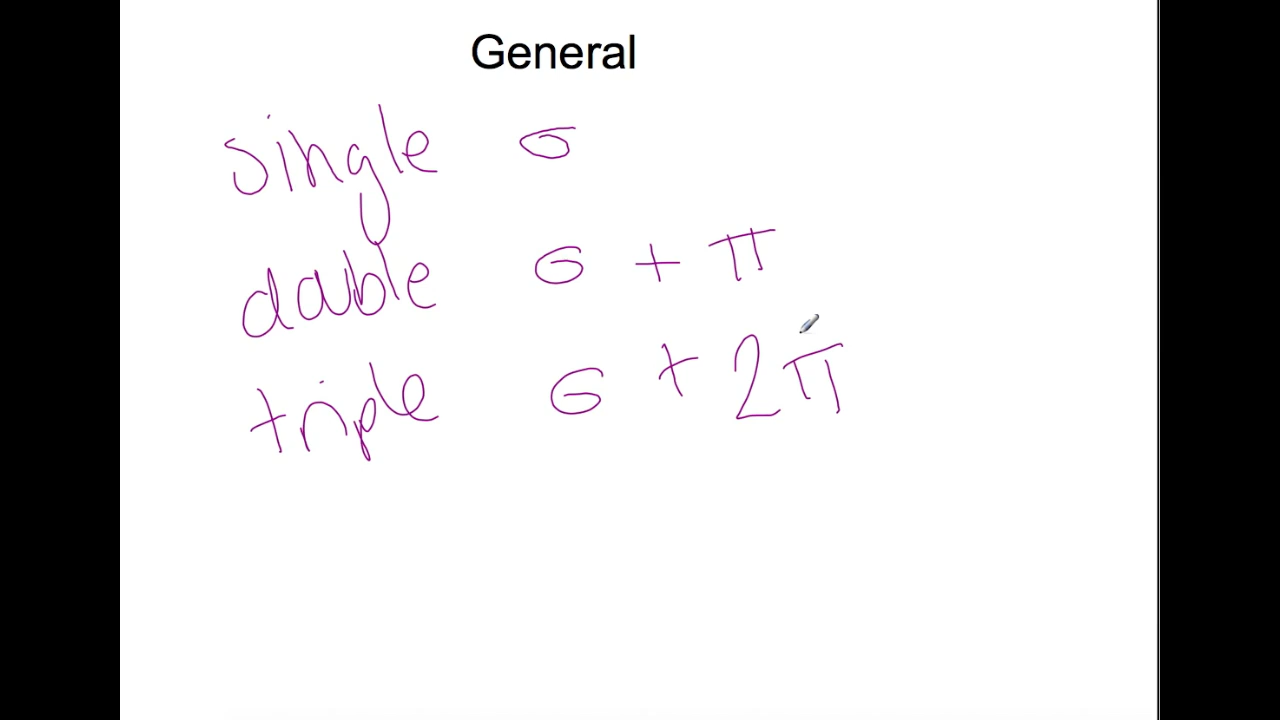 General
single σ
double σ + π
triple σ + 2π